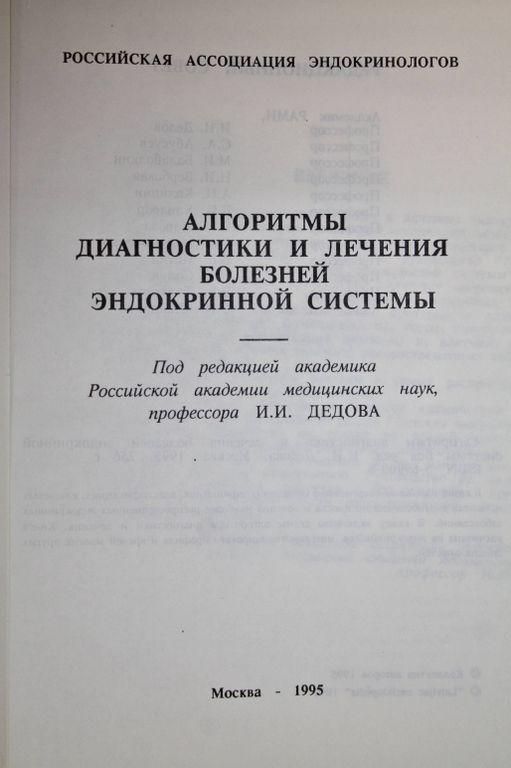 РОССИЙСКАЯ АССОЦИАЦИЯ ЭНДОКРИНОЛОГОВ
АЛГОРИТМЫ
ДИАГНОСТИКИ И ЛЕЧЕНИЯ
БОЛЕЗНЕЙ
ЭНДОКРИННОЙ СИСТЕМЫ
Под редакцией академика
Российской академии медицинских наук,
профессора И.И. ДЕДОВА
Москва - 1995